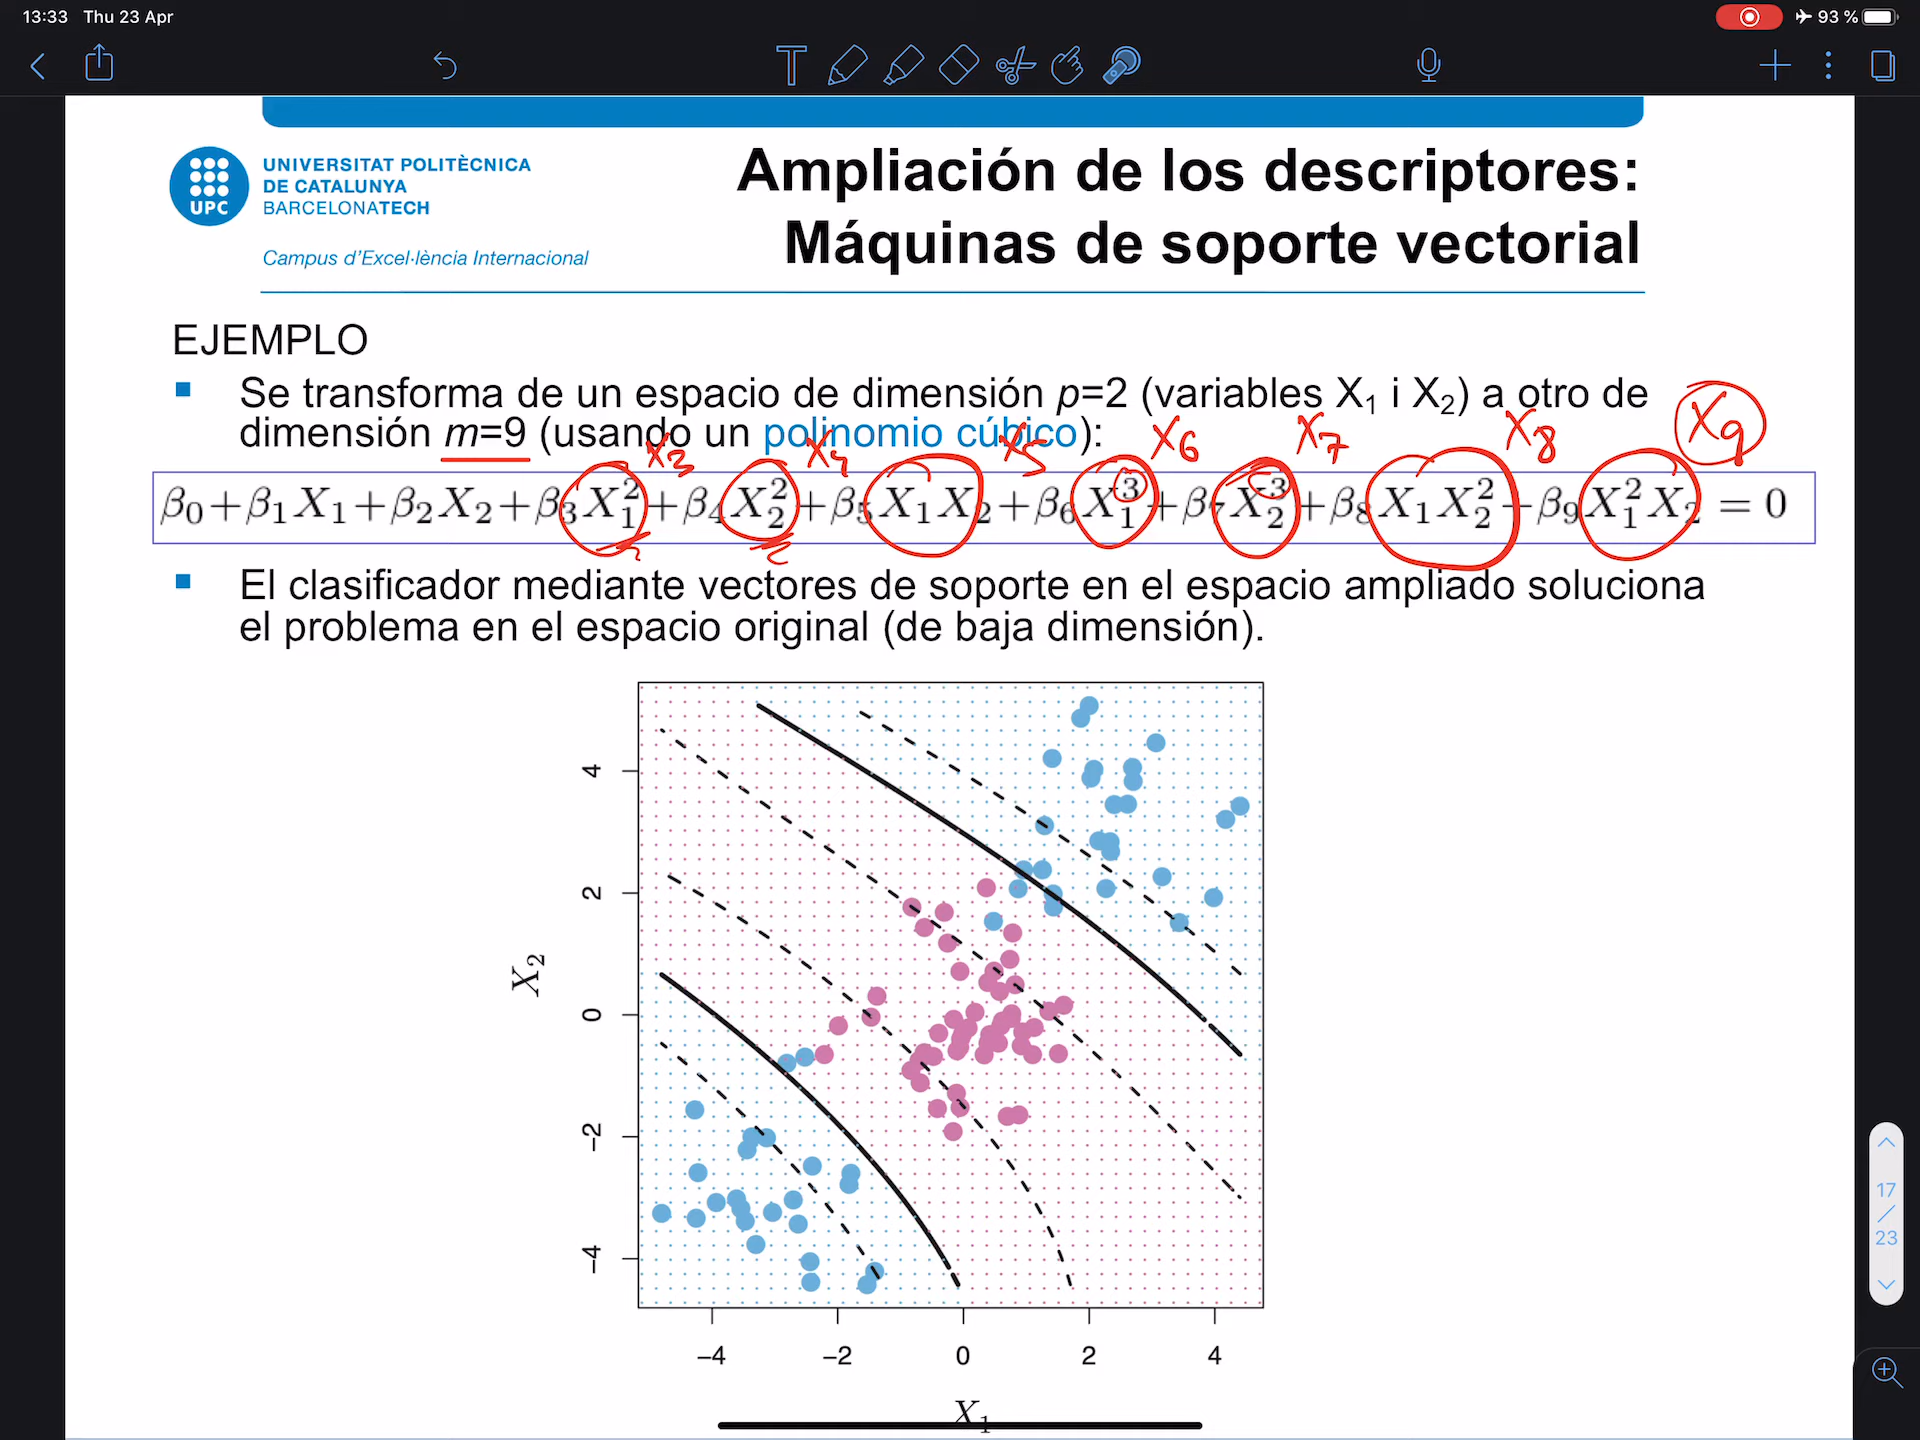 13:33 Thu 23 Apr
93 %
UNIVERSITAT POLITÈCNICA
DE CATALUNYA
BARCELONATECH
UPC
Campus d'Excel·lència Internacional
Ampliación de los descriptores:
Máquinas de soporte vectorial
EJEMPLO
Se transforma de un espacio de dimensión p=2 (variables X₁ i X₂) a otro de
dimensión m=9 (usando un polinomio cúbico):
X₃ X₄ X₅ X₆ X₇ X₈ X₉
β₀+β₁X₁+β₂X₂+β₃X₁²+β₄X₂²+β₅X₁X₂+β₆X₁³+β₇X₂³+β₈X₁X₂²+β₉X₁²X₂ = 0
El clasificador mediante vectores de soporte en el espacio ampliado soluciona
el problema en el espacio original (de baja dimensión).
4
2
0
−2
−4
X₂
−4 −2 0 2 4
X₁
17
/
23